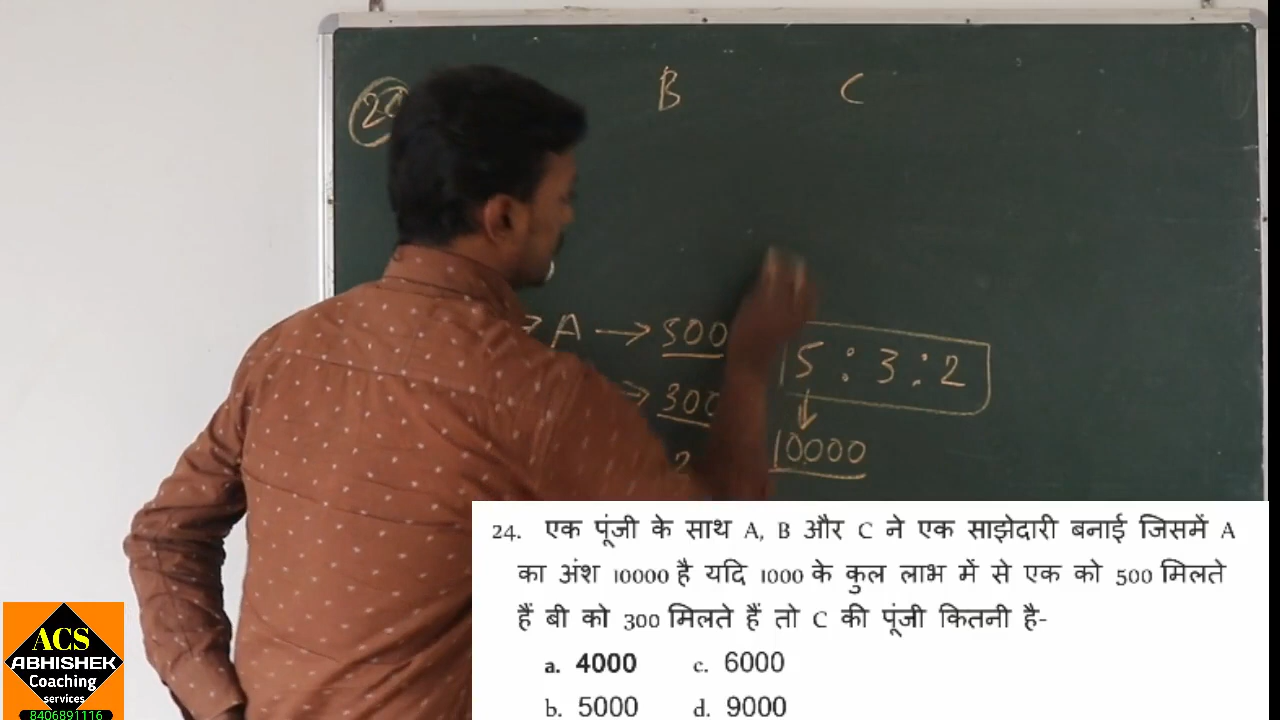 B C
A → 500
5 : 3 : 2
→ 300
10000
2
24. एक पूंजी के साथ A, B और C ने एक साझेदारी बनाई जिसमें A
का अंश 10000 है यदि 1000 के कुल लाभ में से एक को 500 मिलते
हैं बी को 300 मिलते हैं तो C की पूंजी कितनी है-
a. 4000 c. 6000
b. 5000 d. 9000
ACS
ABHISHEK
Coaching
services
8406891116